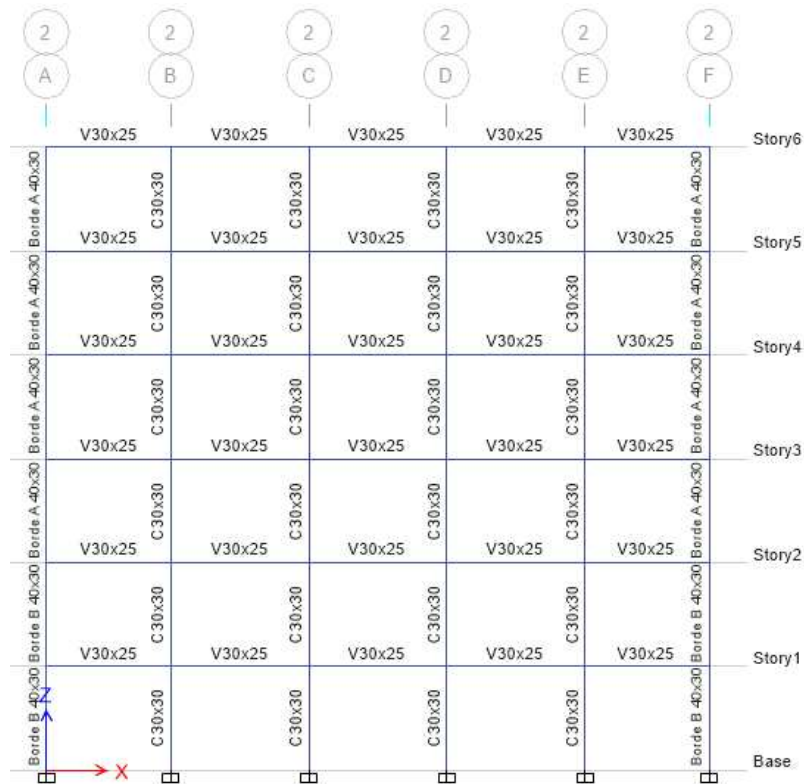 2 2 2 2 2 2
A B C D E F
V30x25 V30x25 V30x25 V30x25 V30x25 Story6
Borde A 40x30 C30x30 C30x30 C30x30 C30x30 Borde A 40x30
V30x25 V30x25 V30x25 V30x25 V30x25 Story5
Borde A 40x30 C30x30 C30x30 C30x30 C30x30 Borde A 40x30
V30x25 V30x25 V30x25 V30x25 V30x25 Story4
Borde A 40x30 C30x30 C30x30 C30x30 C30x30 Borde A 40x30
V30x25 V30x25 V30x25 V30x25 V30x25 Story3
Borde A 40x30 C30x30 C30x30 C30x30 C30x30 Borde A 40x30
V30x25 V30x25 V30x25 V30x25 V30x25 Story2
Borde B 40x30 C30x30 C30x30 C30x30 C30x30 Borde B 40x30
V30x25 V30x25 V30x25 V30x25 V30x25 Story1
Borde B 40x30 C30x30 C30x30 C30x30 C30x30 Borde B 40x30
Z
X Base